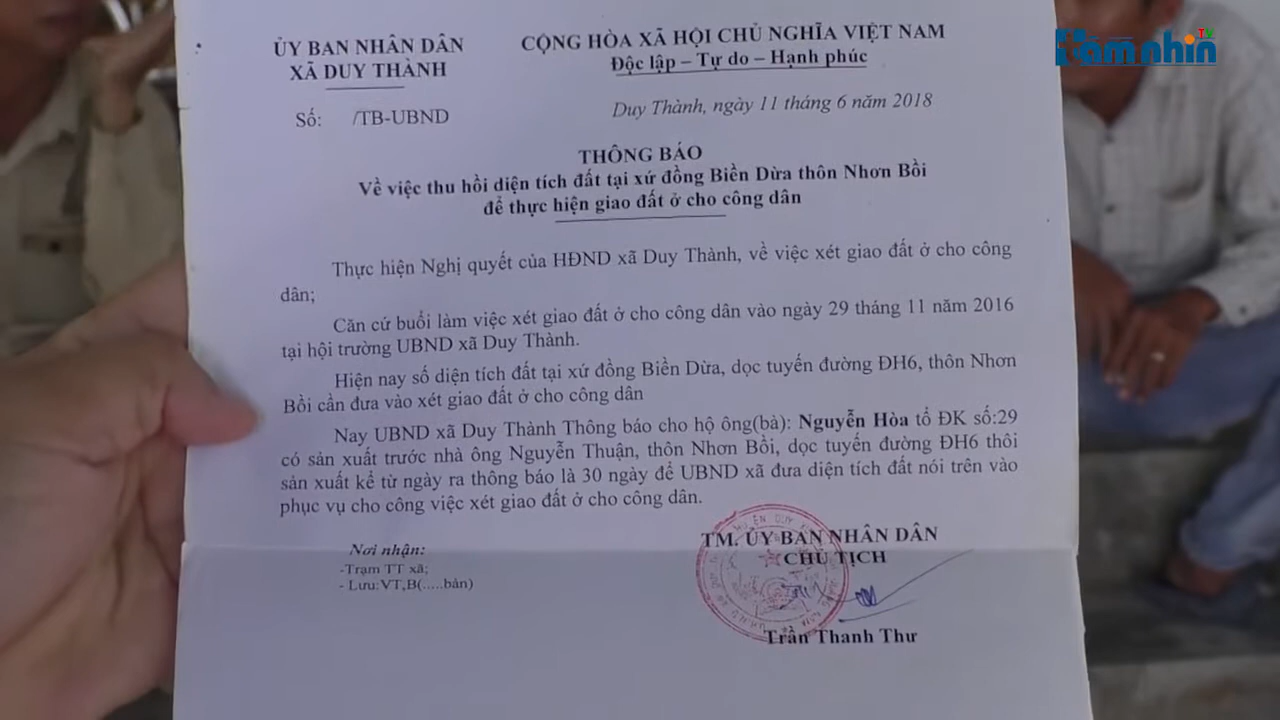 Tầm nhìn TV
ỦY BAN NHÂN DÂN
XÃ DUY THÀNH
CỘNG HÒA XÃ HỘI CHỦ NGHĨA VIỆT NAM
Độc lập – Tự do – Hạnh phúc
Số: /TB-UBND
Duy Thành, ngày 11 tháng 6 năm 2018
THÔNG BÁO
Về việc thu hồi diện tích đất tại xứ đồng Biền Dừa thôn Nhơn Bồi
để thực hiện giao đất ở cho công dân
Thực hiện Nghị quyết của HĐND xã Duy Thành, về việc xét giao đất ở cho công
dân;
Căn cứ buổi làm việc xét giao đất ở cho công dân vào ngày 29 tháng 11 năm 2016
tại hội trường UBND xã Duy Thành.
Hiện nay số diện tích đất tại xứ đồng Biền Dừa, dọc tuyến đường ĐH6, thôn Nhơn
Bồi cần đưa vào xét giao đất ở cho công dân
Nay UBND xã Duy Thành Thông báo cho hộ ông(bà): Nguyễn Hòa tổ ĐK số:29
có sản xuất trước nhà ông Nguyễn Thuận, thôn Nhơn Bồi, dọc tuyến đường ĐH6 thôi
sản xuất kể từ ngày ra thông báo là 30 ngày để UBND xã đưa diện tích đất nói trên vào
phục vụ cho công việc xét giao đất ở cho công dân.
Nơi nhận:
-Trạm TT xã;
- Lưu:VT,B(.....bản)
TM. ỦY BAN NHÂN DÂN
CHỦ TỊCH
Trần Thanh Thư